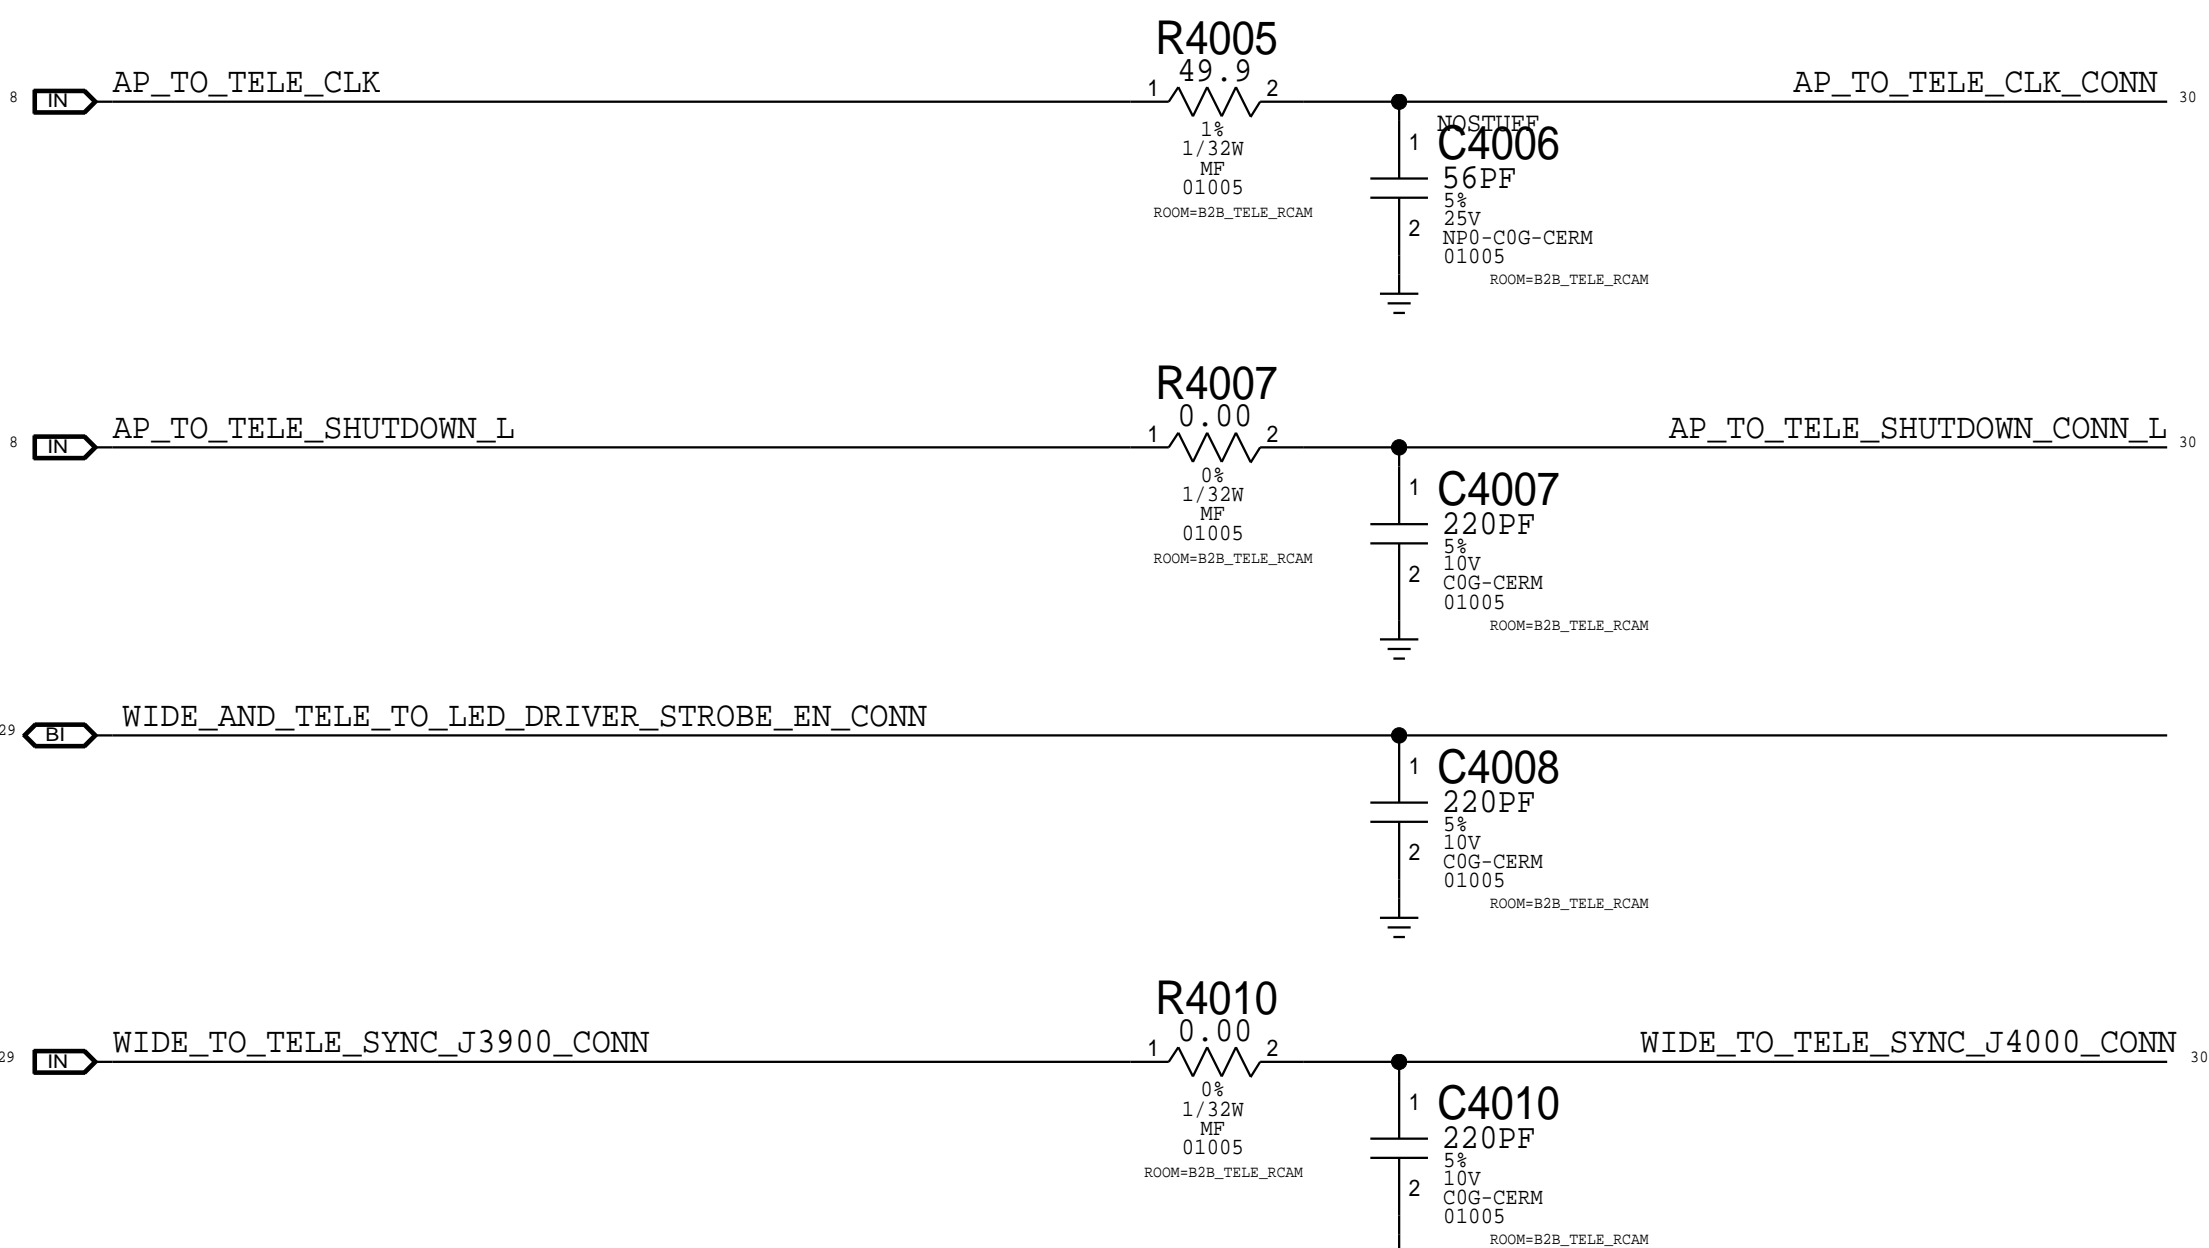 R4005
49.9
8 IN AP_TO_TELE_CLK 1 2 AP_TO_TELE_CLK_CONN 30
1%
1/32W
MF
01005
ROOM=B2B_TELE_RCAM
NOSTUFF
1 C4006
56PF
5%
25V
2 NP0-C0G-CERM
01005
ROOM=B2B_TELE_RCAM
R4007
0.00
8 IN AP_TO_TELE_SHUTDOWN_L 1 2 AP_TO_TELE_SHUTDOWN_CONN_L 30
0%
1/32W
MF
01005
ROOM=B2B_TELE_RCAM
1 C4007
220PF
5%
10V
2 C0G-CERM
01005
ROOM=B2B_TELE_RCAM
29 BI WIDE_AND_TELE_TO_LED_DRIVER_STROBE_EN_CONN
1 C4008
220PF
5%
10V
2 C0G-CERM
01005
ROOM=B2B_TELE_RCAM
R4010
0.00
29 IN WIDE_TO_TELE_SYNC_J3900_CONN 1 2 WIDE_TO_TELE_SYNC_J4000_CONN 30
0%
1/32W
MF
01005
ROOM=B2B_TELE_RCAM
1 C4010
220PF
5%
10V
2 C0G-CERM
01005
ROOM=B2B_TELE_RCAM